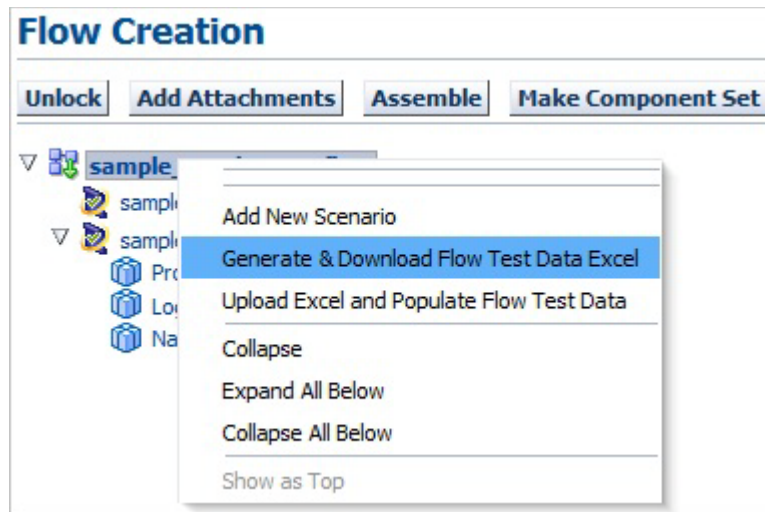 Flow Creation
Unlock Add Attachments Assemble Make Component Set
Add New Scenario
Generate & Download Flow Test Data Excel
Upload Excel and Populate Flow Test Data
Collapse
Expand All Below
Collapse All Below
Show as Top